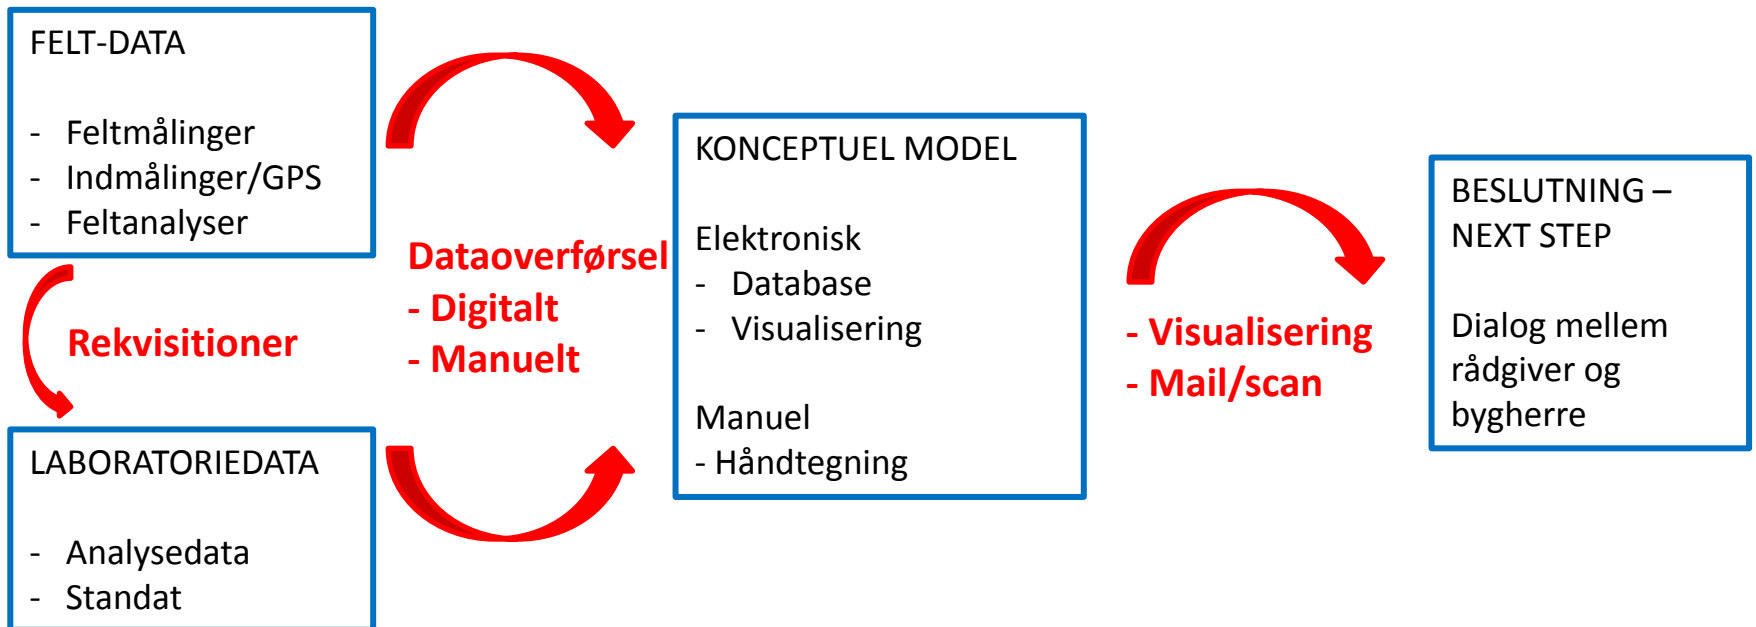 FELT-DATA
- Feltmålinger
- Indmålinger/GPS
- Feltanalyser
Rekvisitioner
LABORATORIEDATA
- Analysedata
- Standat
Dataoverførsel
- Digitalt
- Manuelt
KONCEPTUEL MODEL
Elektronisk
- Database
- Visualisering
Manuel
- Håndtegning
- Visualisering
- Mail/scan
BESLUTNING –
NEXT STEP
Dialog mellem
rådgiver og
bygherre